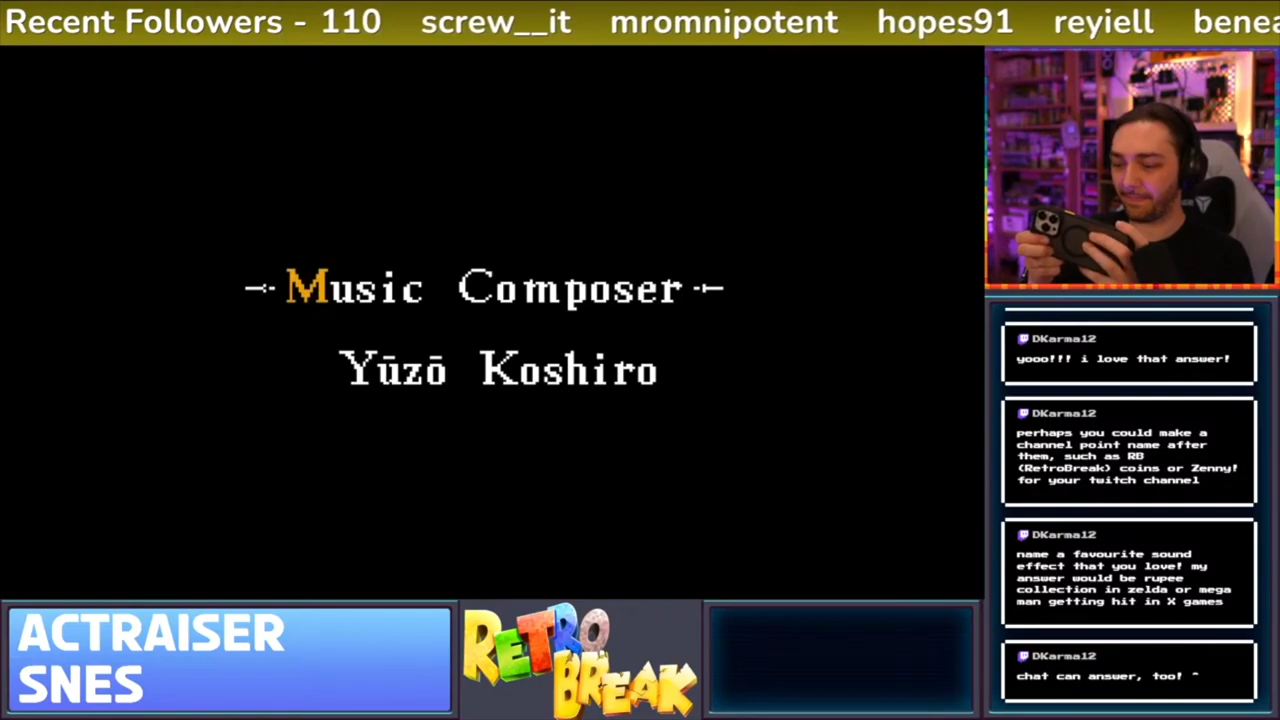 Recent Followers - 110 screw__it mromnipotent hopes91 reyiell benea
Music Composer
Yūzō Koshiro
DKarma12
yooo!!! i love that answer!
DKarma12
perhaps you could make a
channel point name after
them, such as RB
(RetroBreak) coins or Zenny!
for your twitch channel
DKarma12
name a favourite sound
effect that you love! my
answer would be rupee
collection in zelda or mega
man getting hit in X games
DKarma12
chat can answer, too! ^
ACTRAISER
SNES
RETRO
BREAK